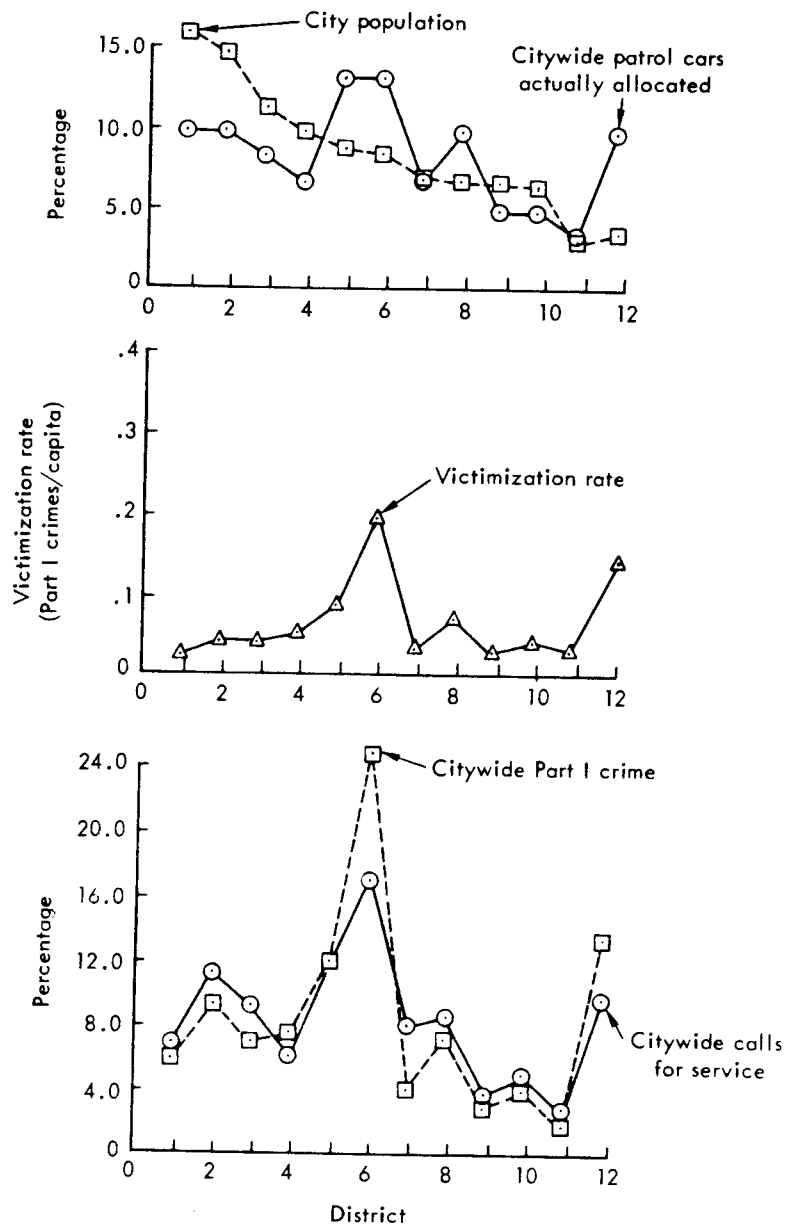 City population
Citywide patrol cars
actually allocated
15.0
10.0
5.0
0
Percentage
0 2 4 6 8 10 12
.4
.3
.2
.1
0
Victimization rate
(Part I crimes/capita)
Victimization rate
0 2 4 6 8 10 12
24.0
20.0
16.0
12.0
8.0
4.0
0
Percentage
Citywide Part I crime
Citywide calls
for service
0 2 4 6 8 10 12
District